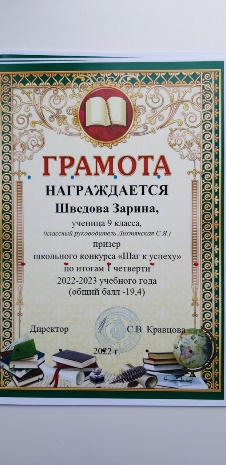 ГРАМОТА
НАГРАЖДАЕТСЯ
Шведова Зарина,
ученица 9 класса,
(классный руководитель С.Я.)
призер
школьного конкурса «Шаг к успеху»
по итогам 1 четверти
2022-2023 учебного года
(общий балл -19,4)
Директор С.В. Кравцова
2022 г.